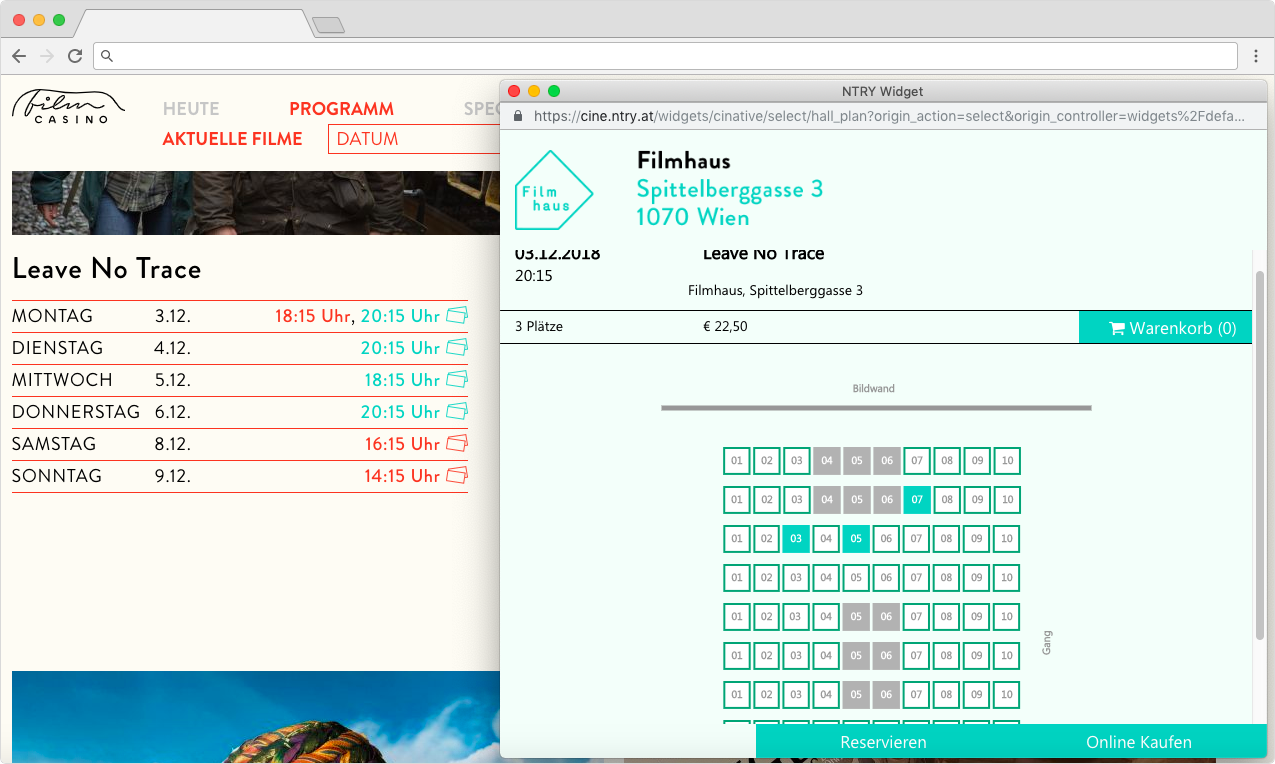 film
CASINO
HEUTE PROGRAMM
AKTUELLE FILME DATUM
Leave No Trace
MONTAG 3.12. 18:15 Uhr, 20:15 Uhr
DIENSTAG 4.12. 20:15 Uhr
MITTWOCH 5.12. 18:15 Uhr
DONNERSTAG 6.12. 20:15 Uhr
SAMSTAG 8.12. 16:15 Uhr
SONNTAG 9.12. 14:15 Uhr
NTRY Widget
https://cine.ntry.at/widgets/cinative/select/hall_plan?origin_action=select&origin_controller=widgets%2Fdefa...
Film
haus
Filmhaus
Spittelberggasse 3
1070 Wien
03.12.2018 Leave No Trace
20:15
Filmhaus, Spittelberggasse 3
3 Plätze € 22,50 Warenkorb (0)
Bildwand
01 02 03 04 05 06 07 08 09 10
01 02 03 04 05 06 07 08 09 10
01 02 03 04 05 06 07 08 09 10
01 02 03 04 05 06 07 08 09 10
01 02 03 04 05 06 07 08 09 10
01 02 03 04 05 06 07 08 09 10
01 02 03 04 05 06 07 08 09 10
Gang
Reservieren Online Kaufen